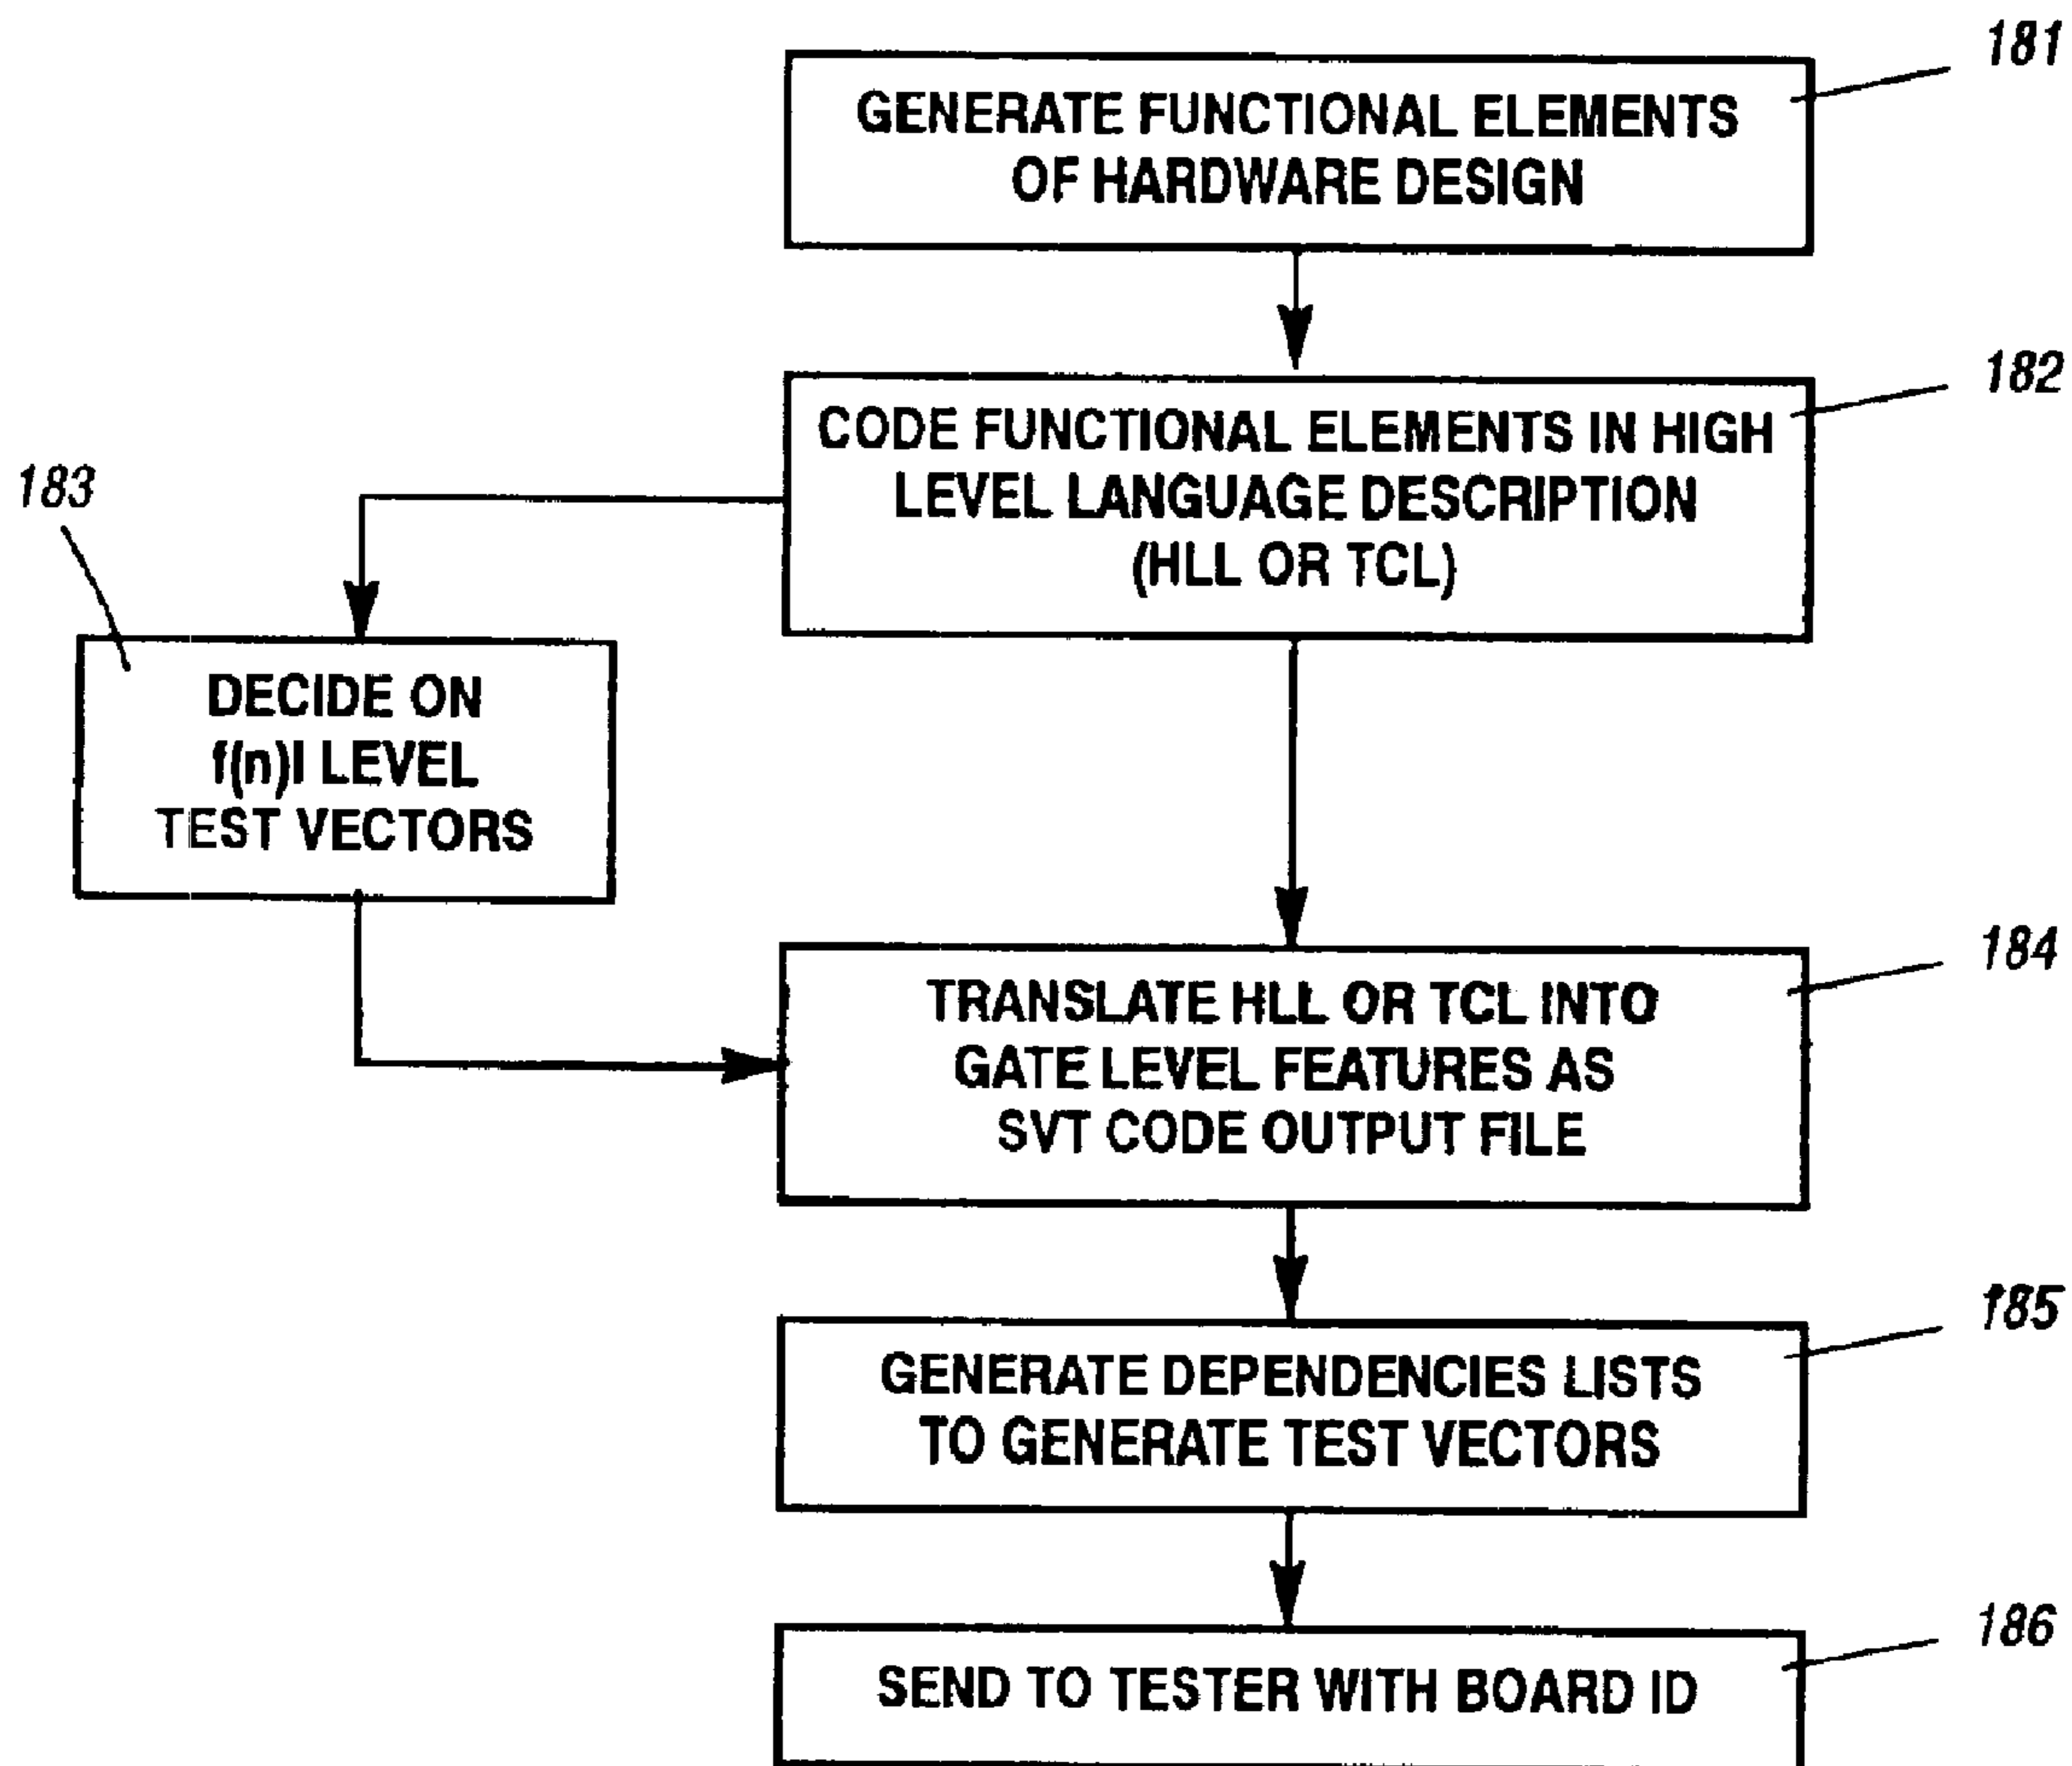 181
GENERATE FUNCTIONAL ELEMENTS
OF HARDWARE DESIGN
182
CODE FUNCTIONAL ELEMENTS IN HIGH
LEVEL LANGUAGE DESCRIPTION
(HLL OR TCL)
183
DECIDE ON
f(n)l LEVEL
TEST VECTORS
184
TRANSLATE HLL OR TCL INTO
GATE LEVEL FEATURES AS
SVT CODE OUTPUT FILE
185
GENERATE DEPENDENCIES LISTS
TO GENERATE TEST VECTORS
186
SEND TO TESTER WITH BOARD ID